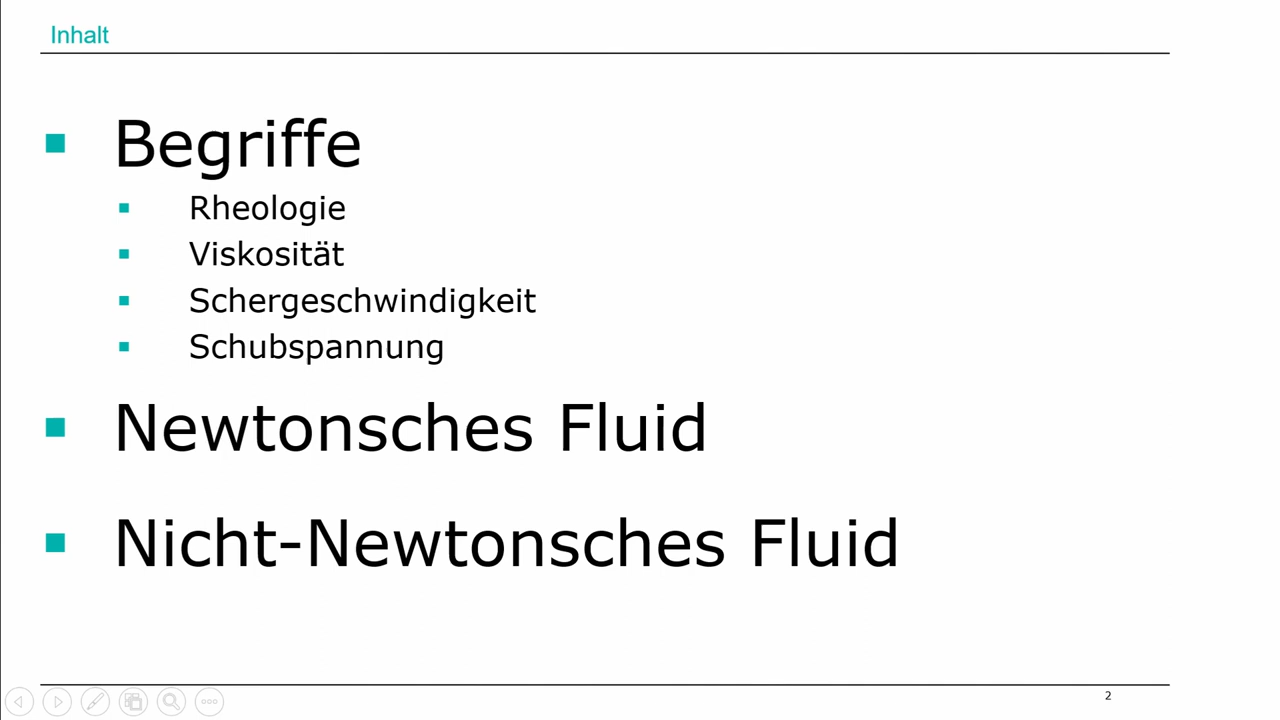 Inhalt
Begriffe
Rheologie
Viskosität
Schergeschwindigkeit
Schubspannung
Newtonsches Fluid
Nicht-Newtonsches Fluid
2